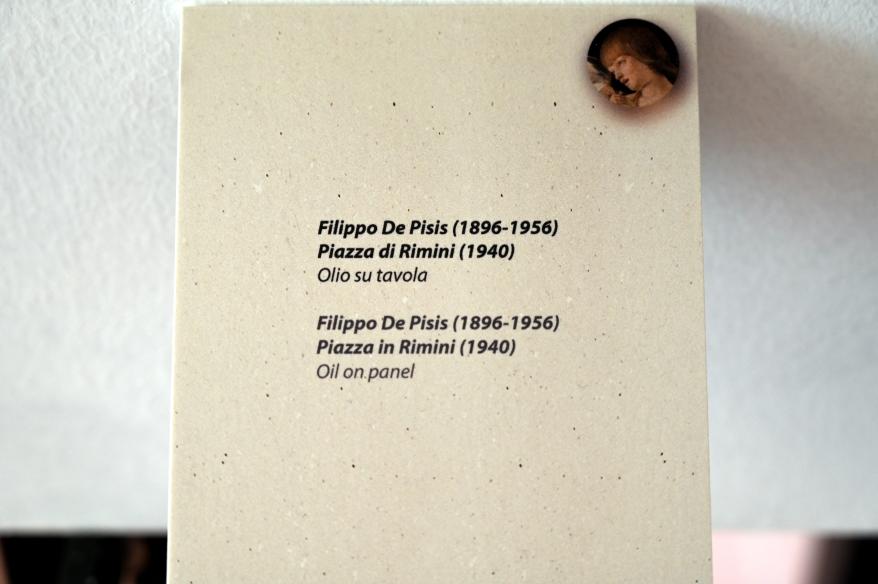 Filippo De Pisis (1896-1956)
Piazza di Rimini (1940)
Olio su tavola
Filippo De Pisis (1896-1956)
Piazza in Rimini (1940)
Oil on panel